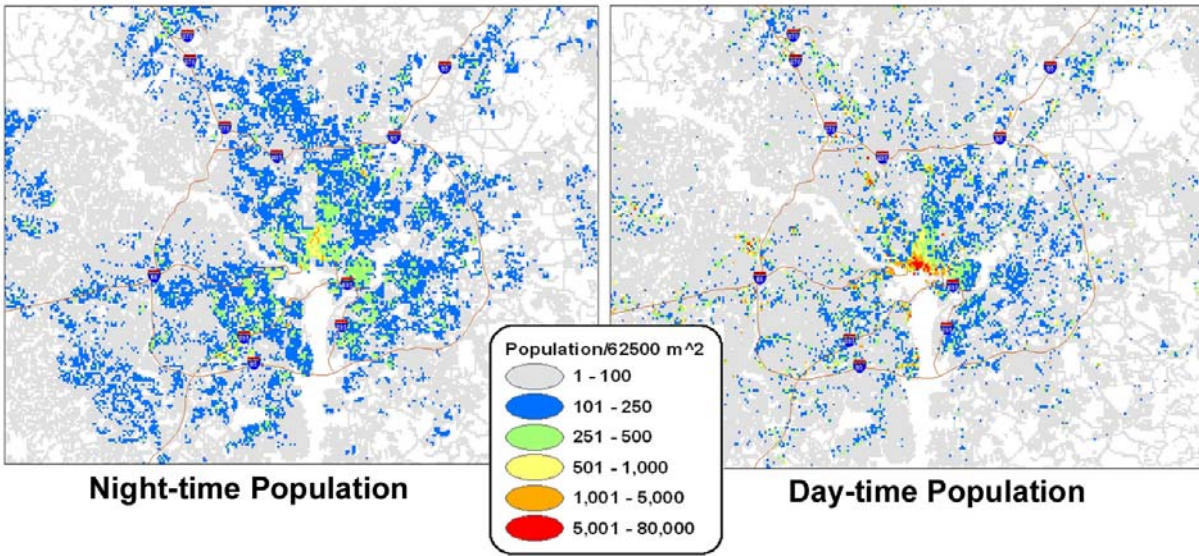 Population/62500 m^2
1 - 100
101 - 250
251 - 500
501 - 1,000
1,001 - 5,000
5,001 - 80,000
Night-time Population
Day-time Population